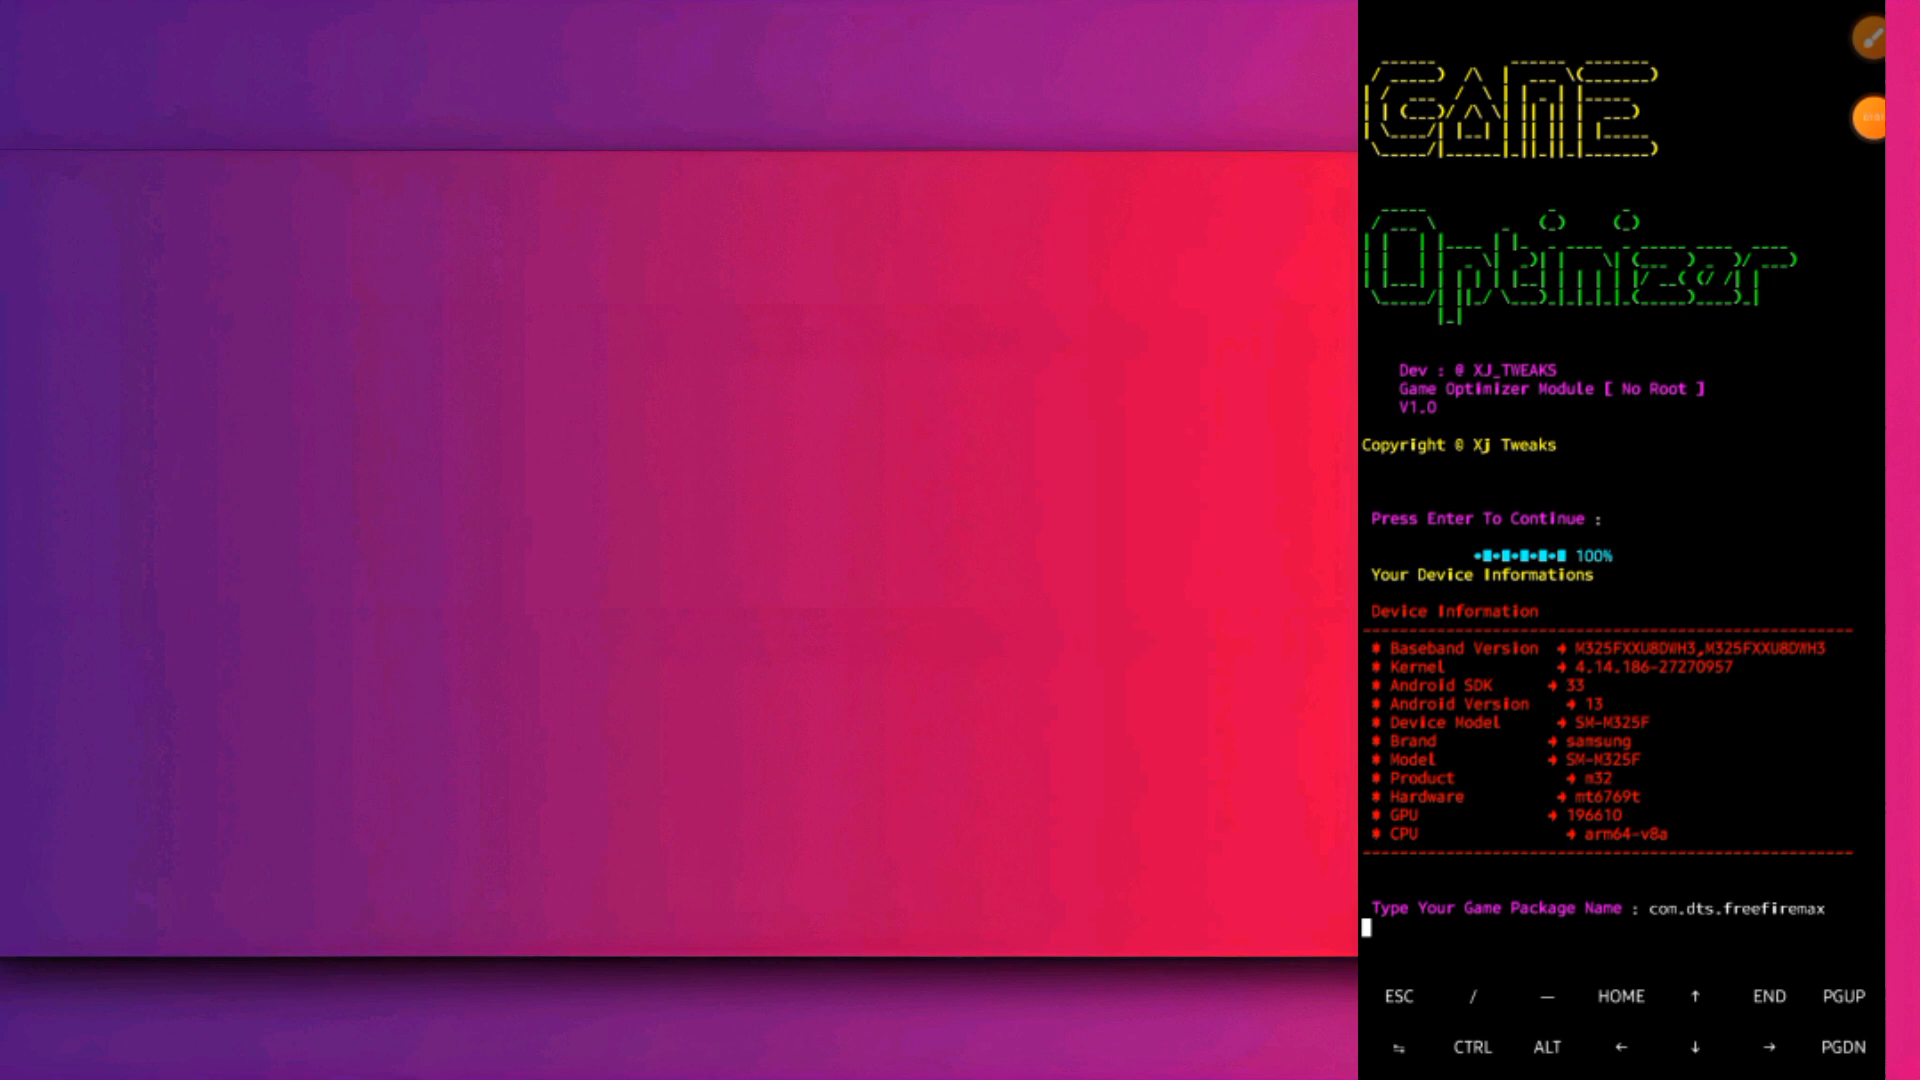 GAME
Optimizer
Dev : @ XJ_TWEAKS
Game Optimizer Module [ No Root ]
V1.0
Copyright @ Xj Tweaks
Press Enter To Continue :
100%
Your Device Informations
Device Information
* Baseband Version → M325FXXU8DWH3,M325FXXU8DWH3
* Kernel → 4.14.186-27270957
* Android SDK → 33
* Android Version → 13
* Device Model → SM-M325F
* Brand → samsung
* Model → SM-M325F
* Product → m32
* Hardware → mt6769t
* GPU → 196610
* CPU → arm64-v8a
Type Your Game Package Name : com.dts.freefiremax
ESC / — HOME ↑ END PGUP
⇆ CTRL ALT ← ↓ → PGDN